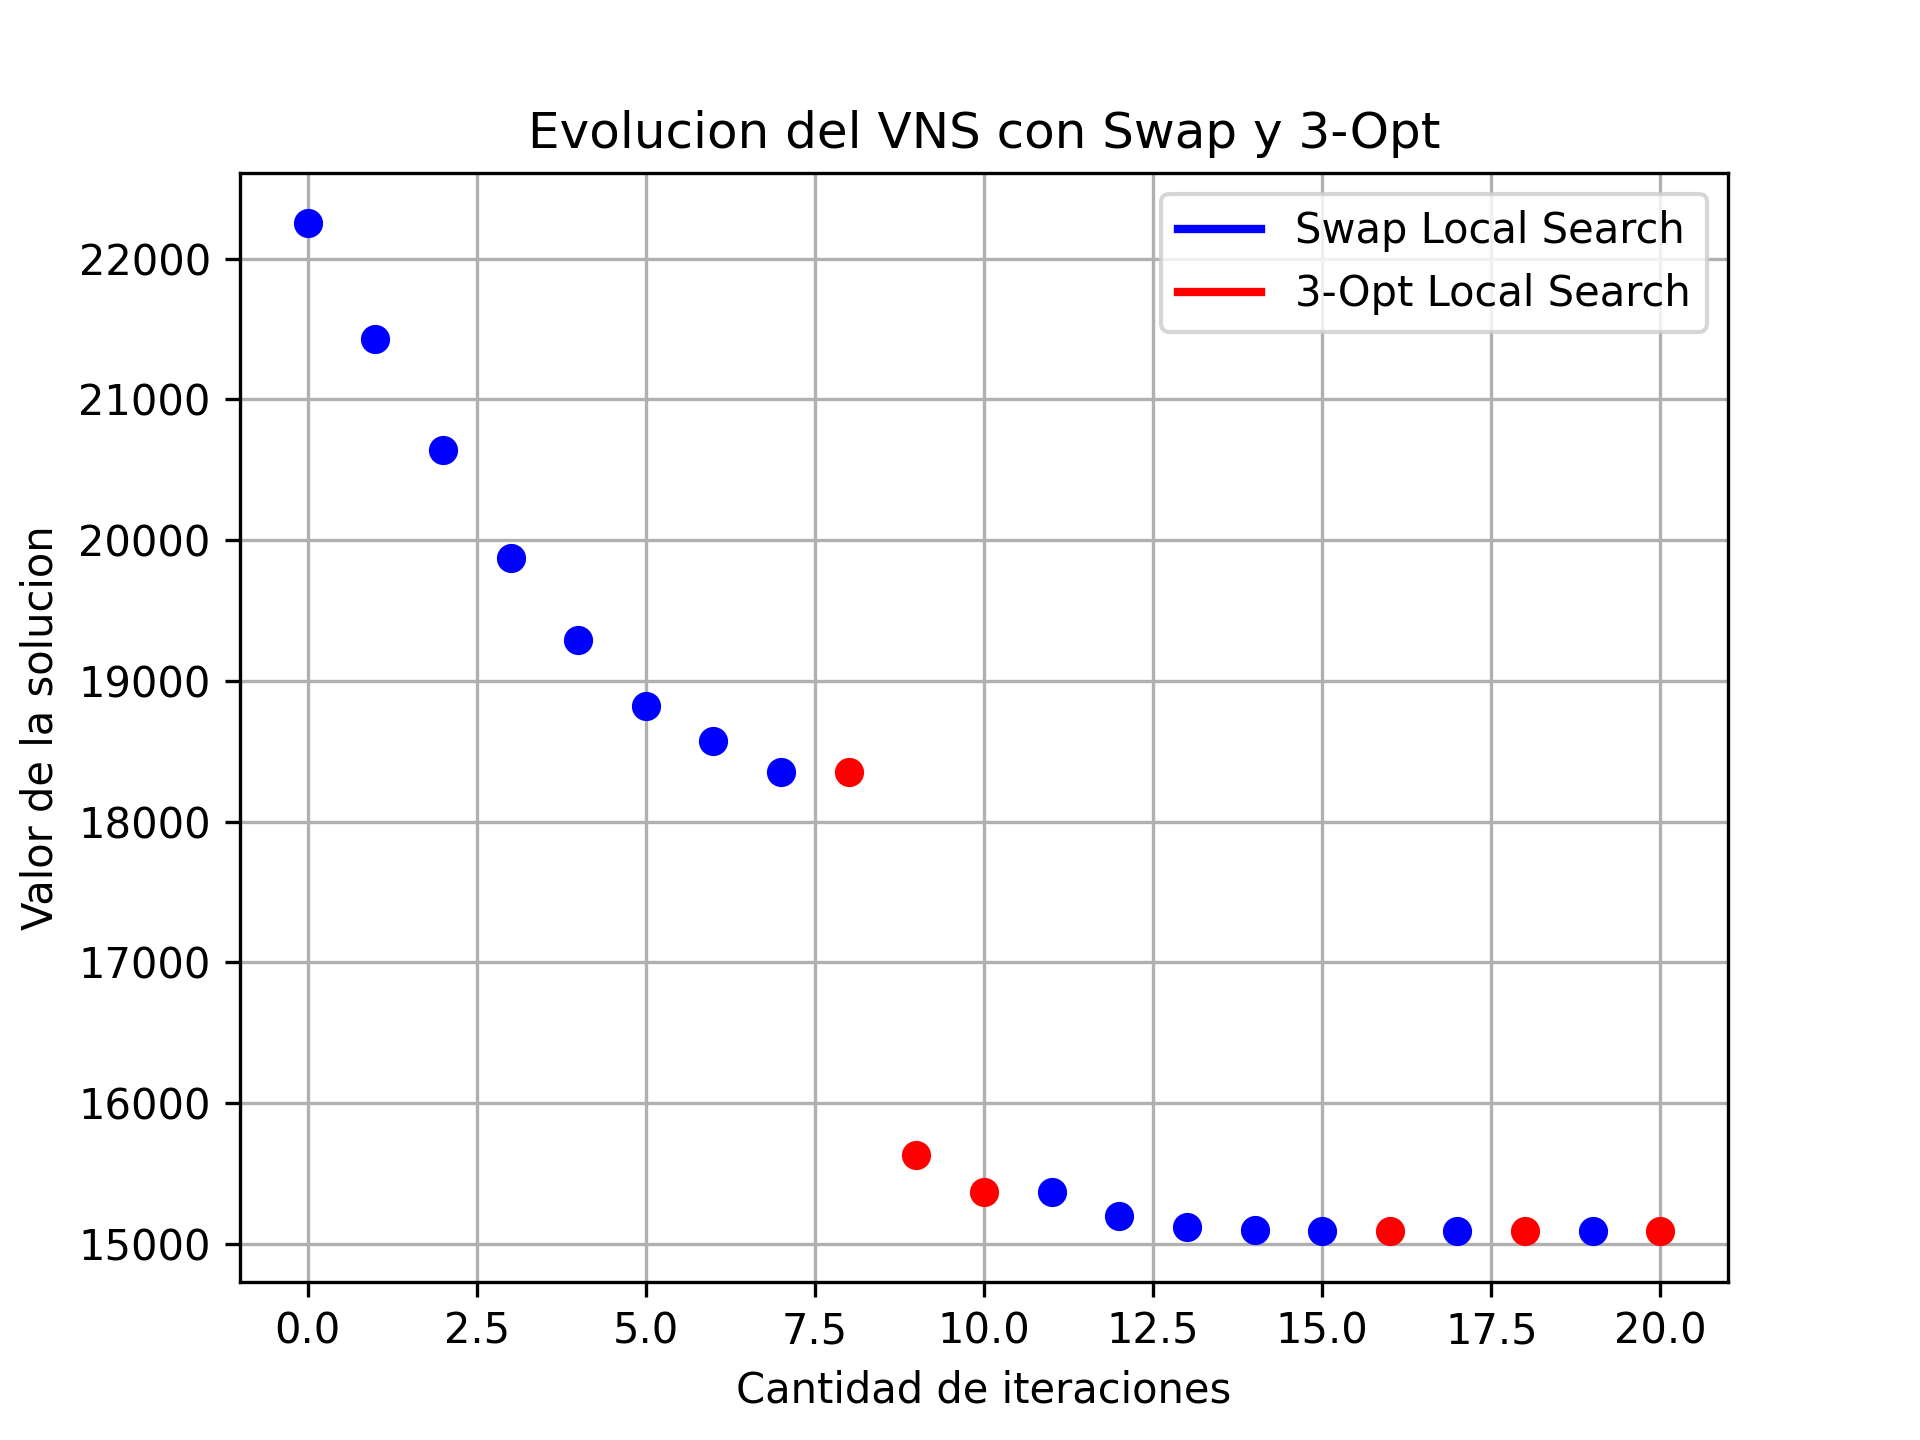 Evolucion del VNS con Swap y 3-Opt
Swap Local Search
3-Opt Local Search
Valor de la solucion
22000
21000
20000
19000
18000
17000
16000
15000
0.0 2.5 5.0 7.5 10.0 12.5 15.0 17.5 20.0
Cantidad de iteraciones